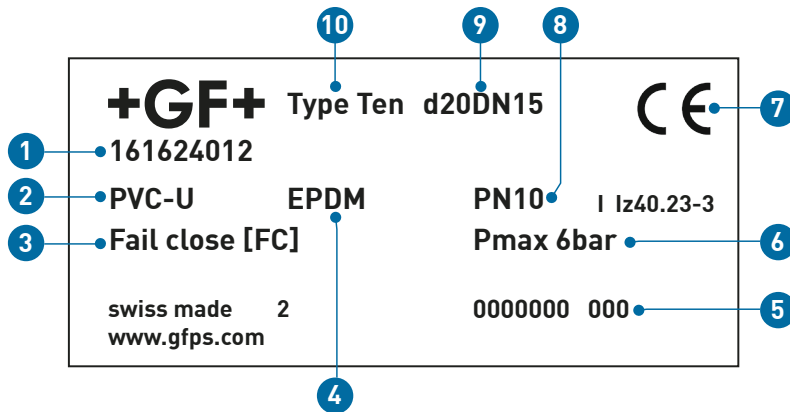 10 9 8
+GF+ Type Ten d20DN15 CE 7
1 161624012
2 PVC-U EPDM PN10 I Iz40.23-3
3 Fail close [FC] Pmax 6bar 6
swiss made 2 0000000 000 5
www.gfps.com
4